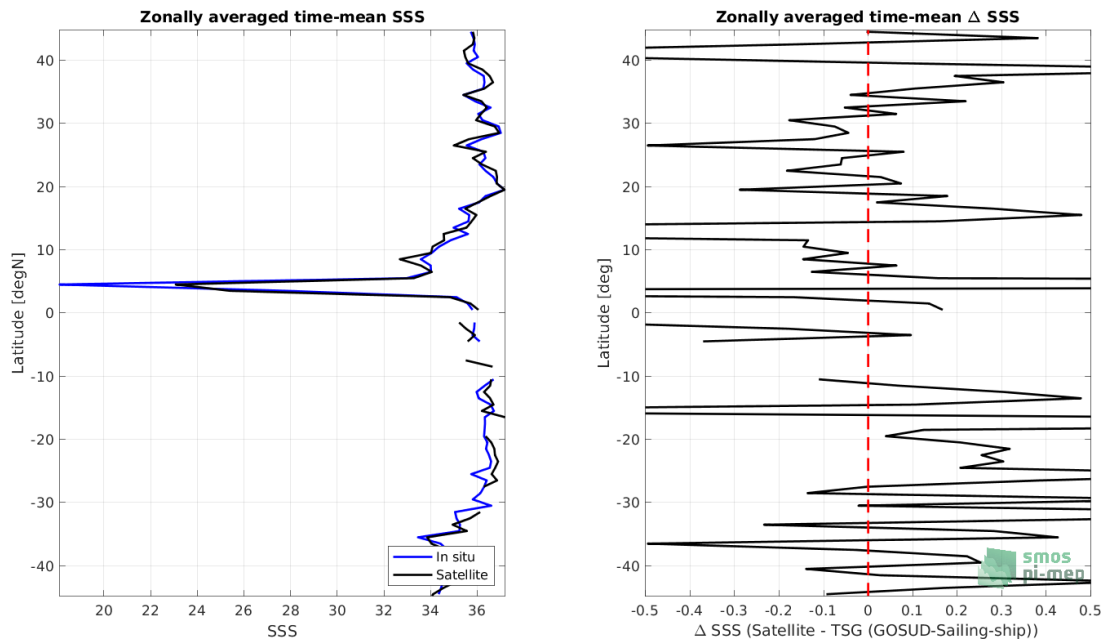 Zonally averaged time-mean SSS
40
30
20
10
0
-10
-20
-30
-40
Latitude [degN]
20 22 24 26 28 30 32 34 36
SSS
In situ
Satellite
Zonally averaged time-mean Δ SSS
40
30
20
10
0
-10
-20
-30
-40
Latitude [deg]
-0.5 -0.4 -0.3 -0.2 -0.1 0 0.1 0.2 0.3 0.4 0.5
Δ SSS (Satellite - TSG (GOSUD-Sailing-ship))
smos
pi-mep